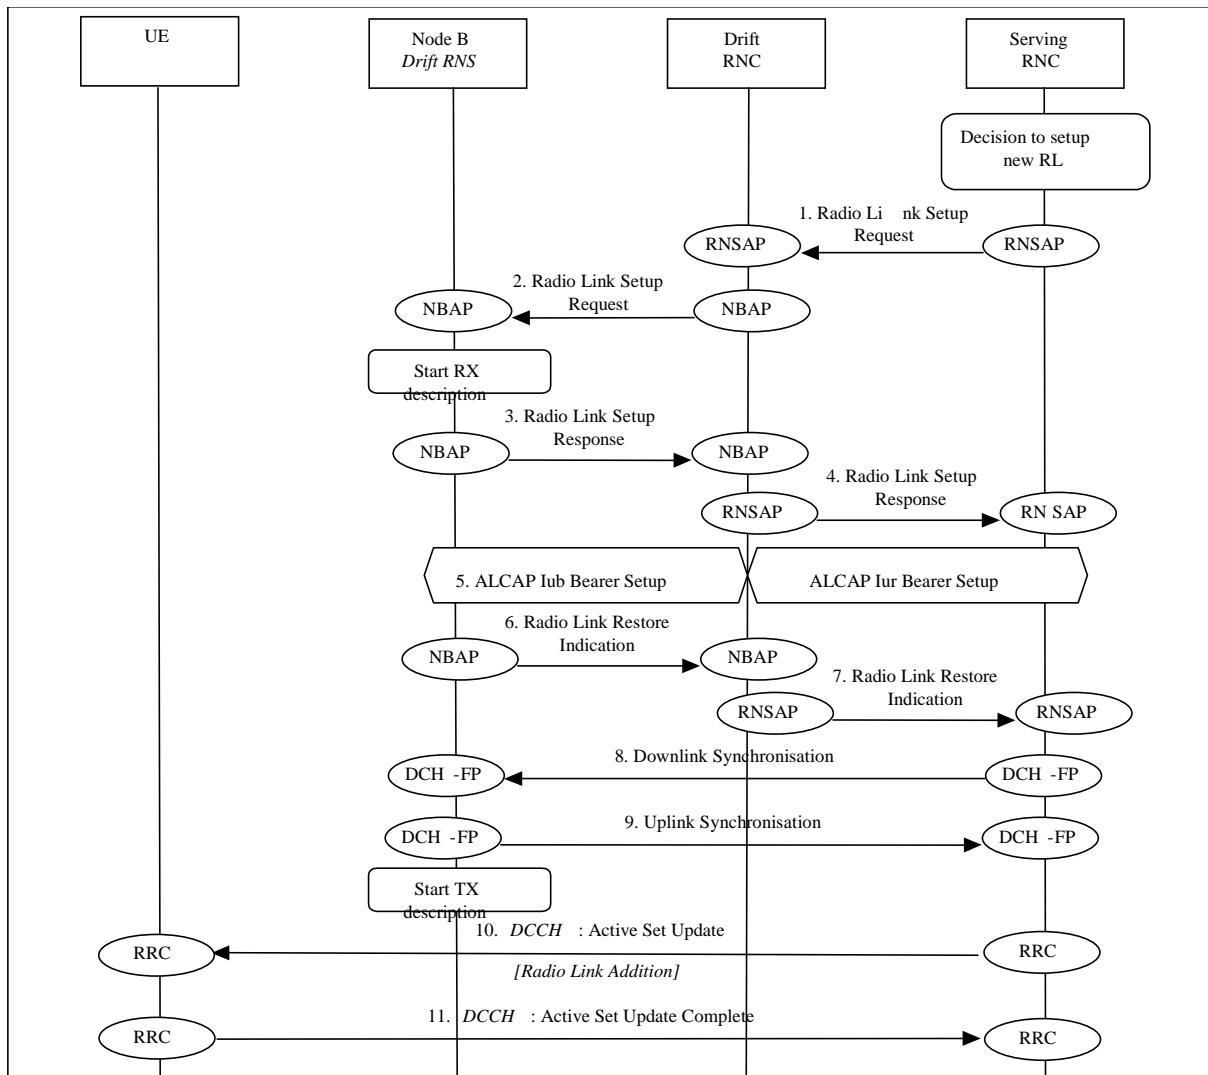 UE
Node B
Drift RNS
Drift
RNC
Serving
RNC
Decision to setup
new RL
1. Radio Li nk Setup
Request
RNSAP
RNSAP
2. Radio Link Setup
Request
NBAP
NBAP
Start RX
description
3. Radio Link Setup
Response
NBAP
NBAP
4. Radio Link Setup
Response
RNSAP
RN SAP
5. ALCAP Iub Bearer Setup
ALCAP Iur Bearer Setup
6. Radio Link Restore
Indication
NBAP
NBAP
7. Radio Link Restore
Indication
RNSAP
RNSAP
8. Downlink Synchronisation
DCH -FP
DCH -FP
9. Uplink Synchronisation
DCH -FP
DCH -FP
Start TX
description
10. DCCH : Active Set Update
RRC
RRC
[Radio Link Addition]
11. DCCH : Active Set Update Complete
RRC
RRC